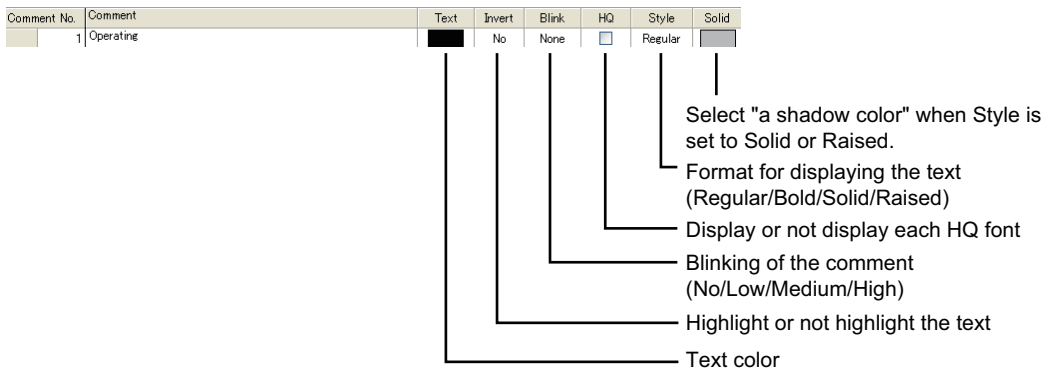 Comment No. Comment Text Invert Blink HQ Style Solid
1 Operating No None Regular
Select "a shadow color" when Style is
set to Solid or Raised.
Format for displaying the text
(Regular/Bold/Solid/Raised)
Display or not display each HQ font
Blinking of the comment
(No/Low/Medium/High)
Highlight or not highlight the text
Text color